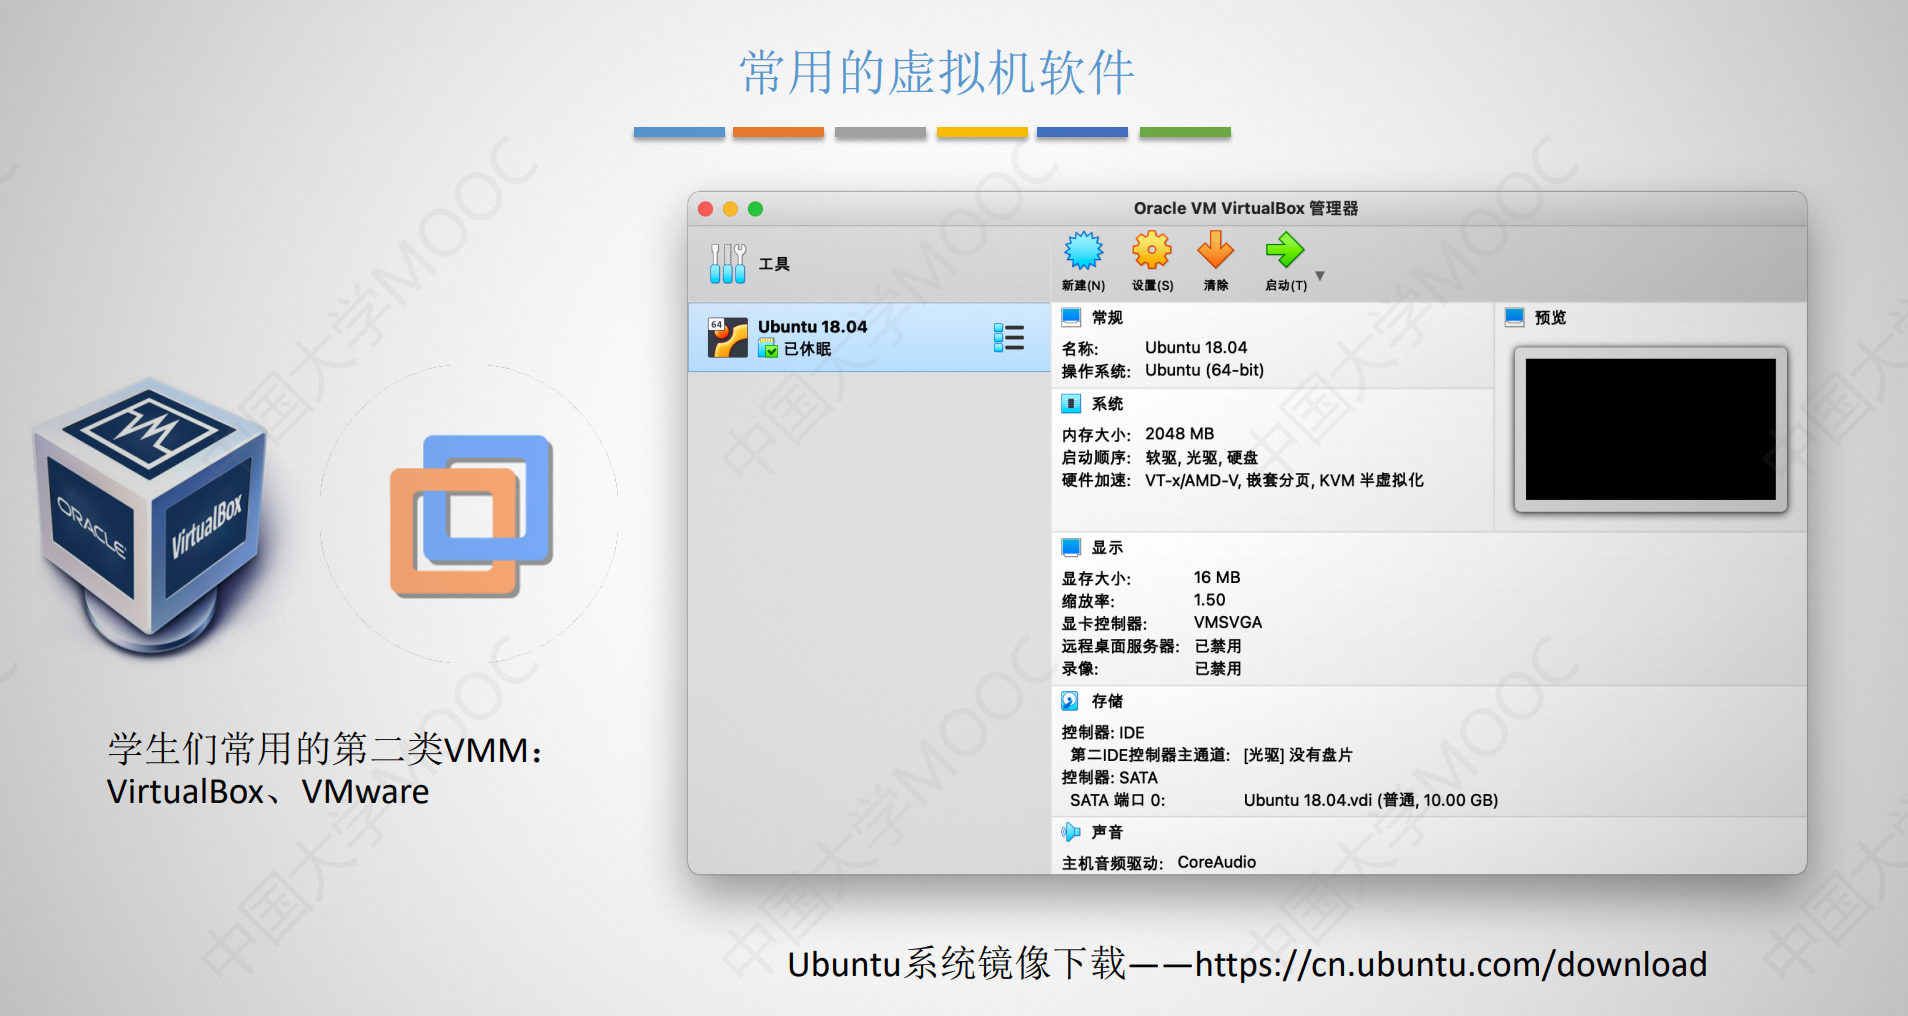 常用的虚拟机软件
Oracle VM VirtualBox 管理器
工具
新建(N) 设置(S) 清除 启动(T)
64
Ubuntu 18.04
已休眠
常规
名称: Ubuntu 18.04
操作系统: Ubuntu (64-bit)
预览
系统
内存大小: 2048 MB
启动顺序: 软驱, 光驱, 硬盘
硬件加速: VT-x/AMD-V, 嵌套分页, KVM 半虚拟化
显示
显存大小: 16 MB
缩放率: 1.50
显卡控制器: VMSVGA
远程桌面服务器: 已禁用
录像: 已禁用
存储
控制器: IDE
第二IDE控制器主通道: [光驱] 没有盘片
控制器: SATA
SATA 端口 0: Ubuntu 18.04.vdi (普通, 10.00 GB)
声音
主机音频驱动: CoreAudio
ORACLE
VirtualBox
学生们常用的第二类VMM：
VirtualBox、VMware
Ubuntu系统镜像下载——https://cn.ubuntu.com/download
中国大学MOOC